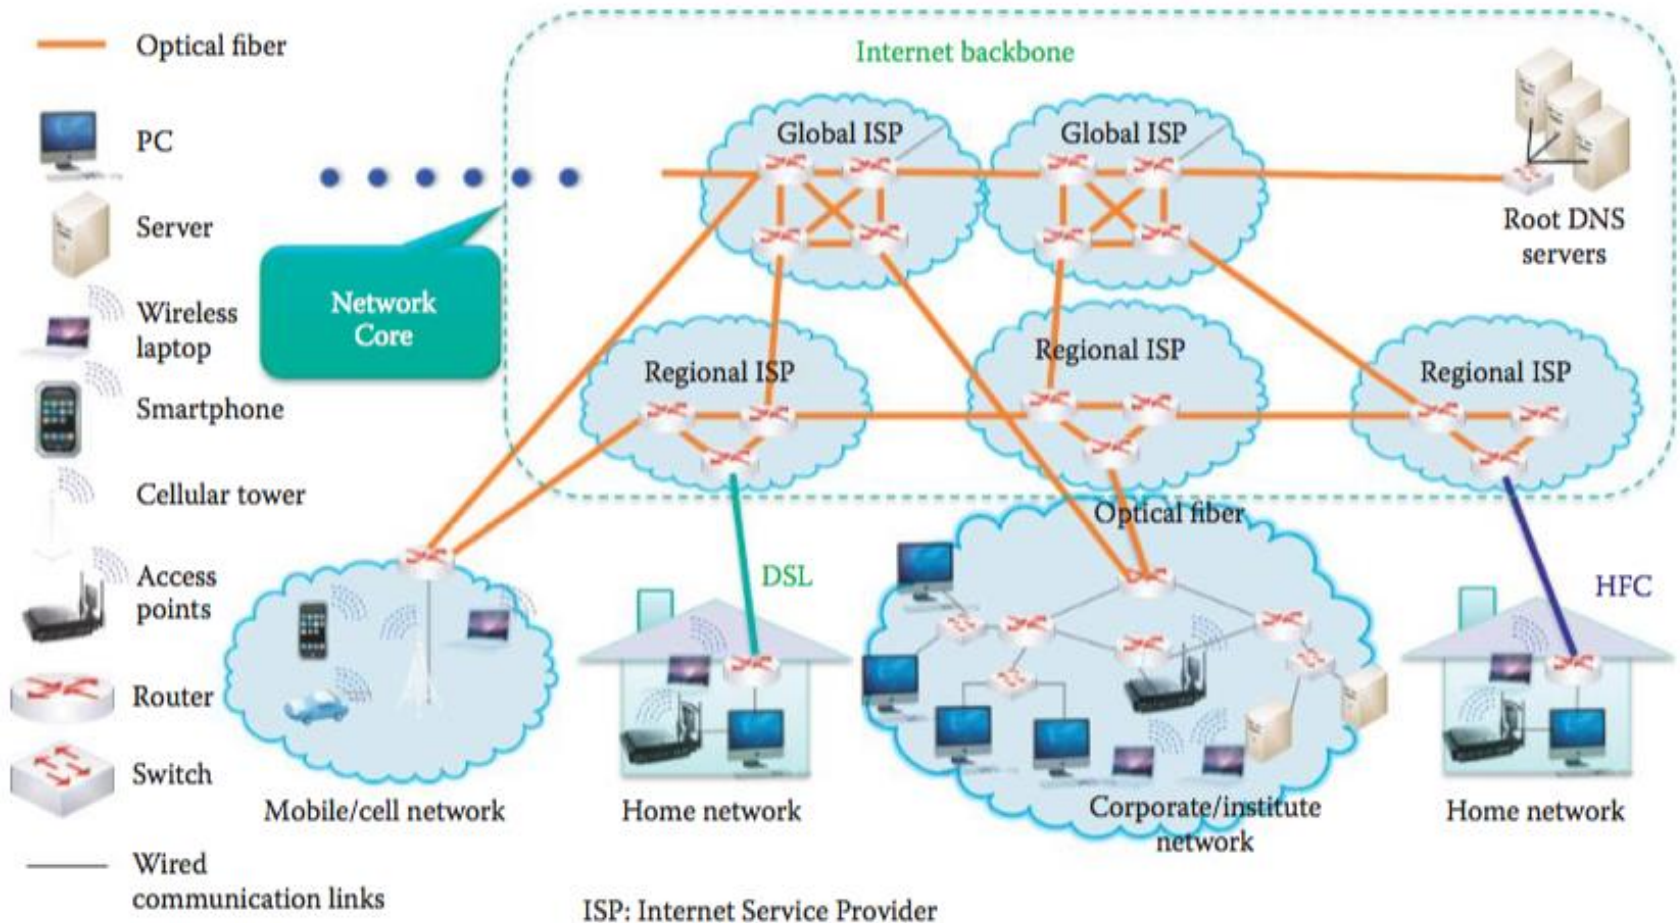 Optical fiber
PC
Server
Wireless
laptop
Smartphone
Cellular tower
Access
points
Router
Switch
Wired
communication links
Internet backbone
Network
Core
Global ISP
Global ISP
Root DNS
servers
Regional ISP
Regional ISP
Regional ISP
Optical fiber
DSL
HFC
Mobile/cell network
Home network
Corporate/institute
network
Home network
ISP: Internet Service Provider